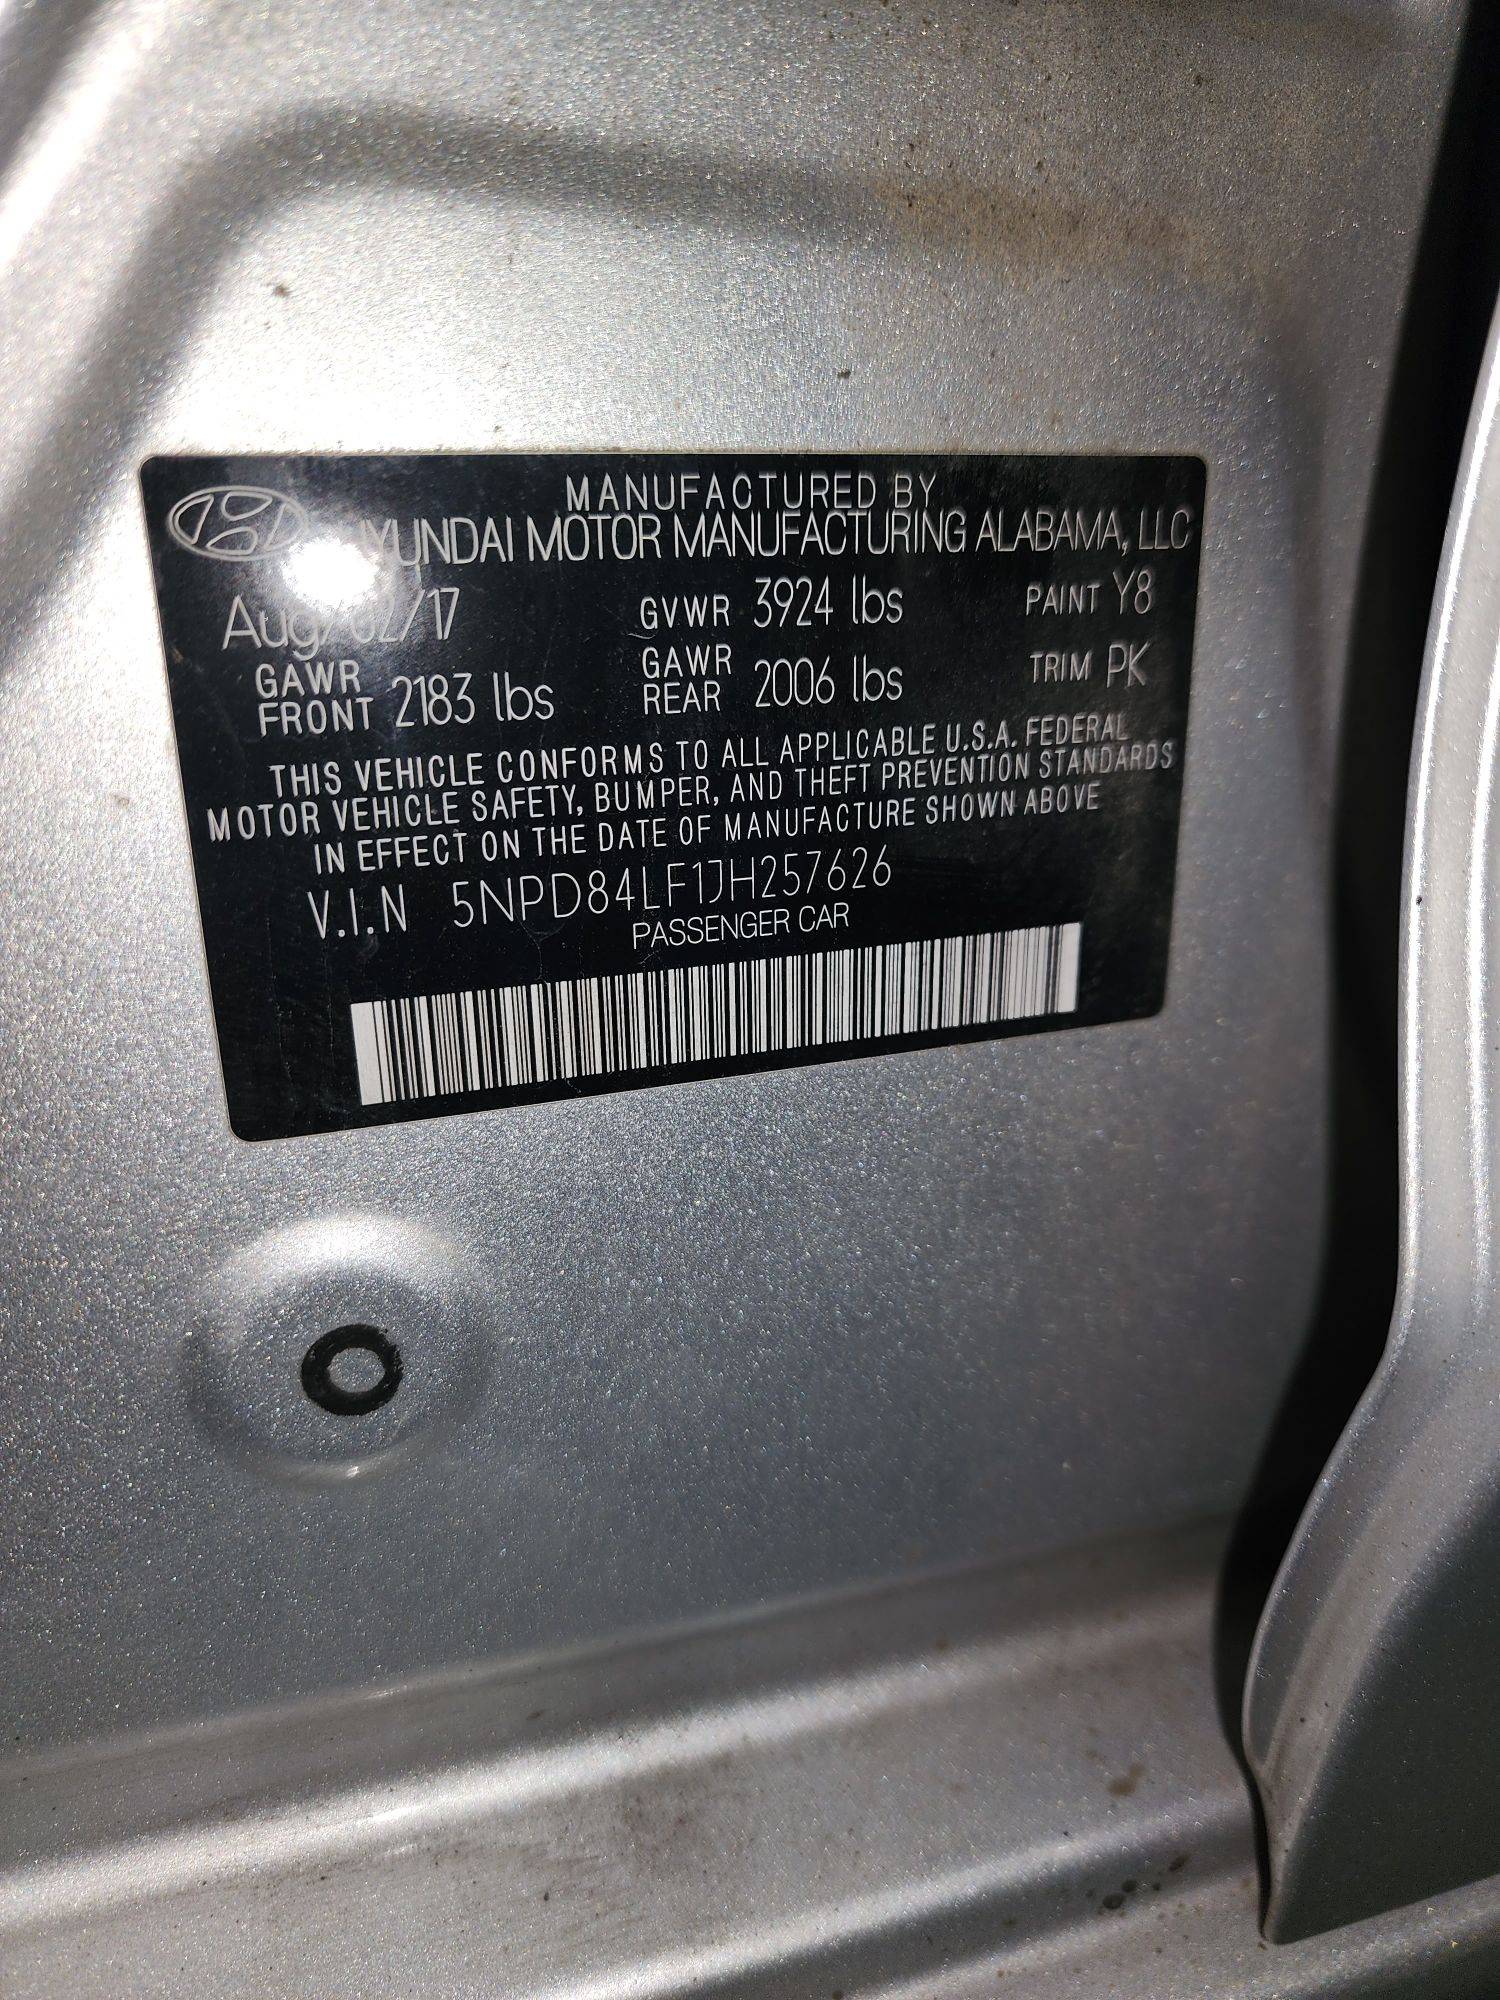 MANUFACTURED BY
HYUNDAI MOTOR MANUFACTURING ALABAMA, LLC
Aug/02/17 GVWR 3924 lbs PAINT Y8
GAWR FRONT 2183 lbs GAWR REAR 2006 lbs TRIM PK
THIS VEHICLE CONFORMS TO ALL APPLICABLE U.S.A. FEDERAL
MOTOR VEHICLE SAFETY, BUMPER, AND THEFT PREVENTION STANDARDS
IN EFFECT ON THE DATE OF MANUFACTURE SHOWN ABOVE
V.I.N 5NPD84LF1JH257626
PASSENGER CAR